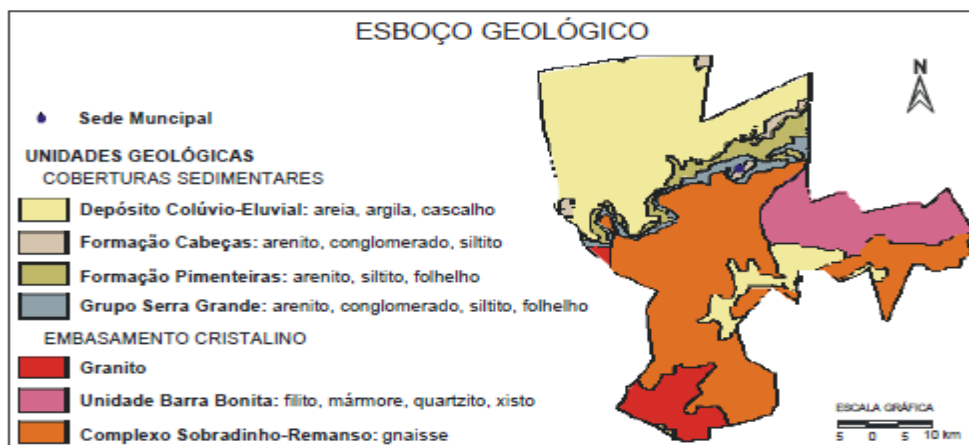 ESBOÇO GEOLÓGICO
N
Sede Muncipal
UNIDADES GEOLÓGICAS
COBERTURAS SEDIMENTARES
Depósito Colúvio-Eluvial: areia, argila, cascalho
Formação Cabeças: arenito, conglomerado, siltito
Formação Pimenteiras: arenito, siltito, folhelho
Grupo Serra Grande: arenito, conglomerado, siltito, folhelho
EMBASAMENTO CRISTALINO
Granito
Unidade Barra Bonita: filito, mármore, quartzito, xisto
Complexo Sobradinho-Remanso: gnaisse
ESCALA GRÁFICA
5 0 5 10 km